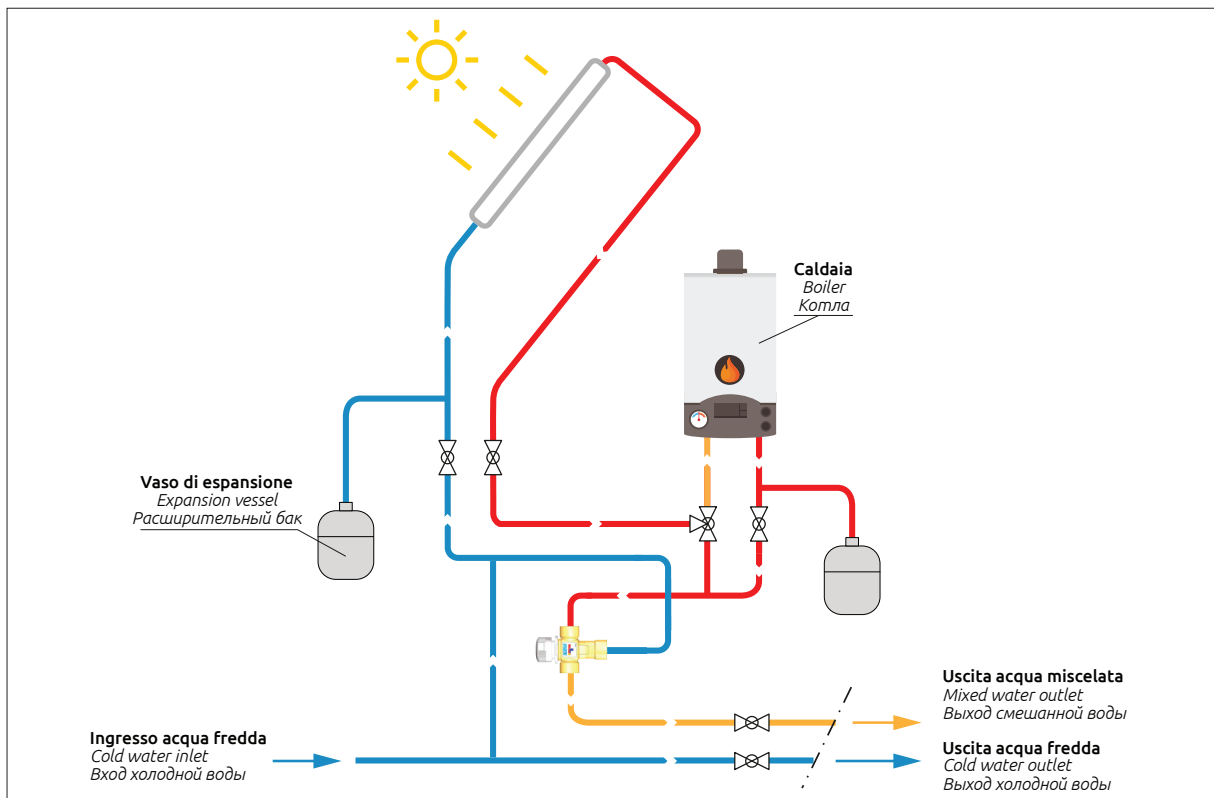 Caldaia
Boiler
Котла
Vaso di espansione
Expansion vessel
Расширительный бак
Uscita acqua miscelata
Mixed water outlet
Выход смешанной воды
Ingresso acqua fredda
Cold water inlet
Вход холодной воды
Uscita acqua fredda
Cold water outlet
Выход холодной воды